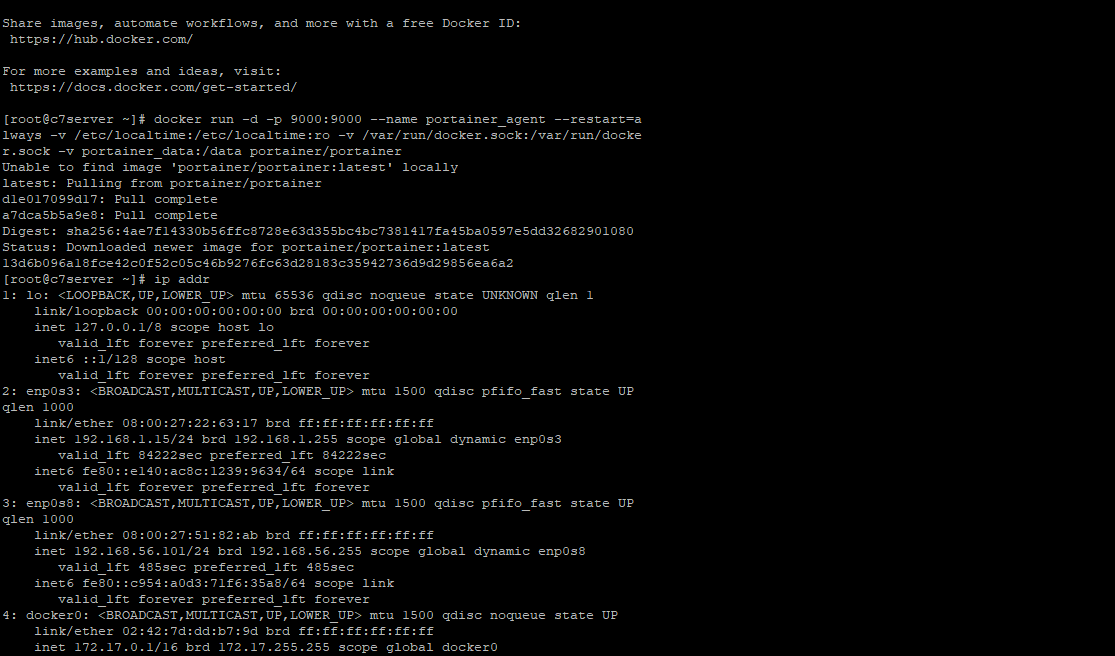 Share images, automate workflows, and more with a free Docker ID:
 https://hub.docker.com/

For more examples and ideas, visit:
 https://docs.docker.com/get-started/

[root@c7server ~]# docker run -d -p 9000:9000 --name portainer_agent --restart=a
lways -v /etc/localtime:/etc/localtime:ro -v /var/run/docker.sock:/var/run/docke
r.sock -v portainer_data:/data portainer/portainer
Unable to find image 'portainer/portainer:latest' locally
latest: Pulling from portainer/portainer
d1e017099d17: Pull complete
a7dca5b5a9e8: Pull complete
Digest: sha256:4ae7f14330b56ffc8728e63d355bc4bc7381417fa45ba0597e5dd32682901080
Status: Downloaded newer image for portainer/portainer:latest
13d6b096a18fce42c0f52c05c46b9276fc63d28183c35942736d9d29856ea6a2
[root@c7server ~]# ip addr
1: lo: <LOOPBACK,UP,LOWER_UP> mtu 65536 qdisc noqueue state UNKNOWN qlen 1
    link/loopback 00:00:00:00:00:00 brd 00:00:00:00:00:00
    inet 127.0.0.1/8 scope host lo
       valid_lft forever preferred_lft forever
    inet6 ::1/128 scope host
       valid_lft forever preferred_lft forever
2: enp0s3: <BROADCAST,MULTICAST,UP,LOWER_UP> mtu 1500 qdisc pfifo_fast state UP
qlen 1000
    link/ether 08:00:27:22:63:17 brd ff:ff:ff:ff:ff:ff
    inet 192.168.1.15/24 brd 192.168.1.255 scope global dynamic enp0s3
       valid_lft 84222sec preferred_lft 84222sec
    inet6 fe80::e140:ac8c:1239:9634/64 scope link
       valid_lft forever preferred_lft forever
3: enp0s8: <BROADCAST,MULTICAST,UP,LOWER_UP> mtu 1500 qdisc pfifo_fast state UP
qlen 1000
    link/ether 08:00:27:51:82:ab brd ff:ff:ff:ff:ff:ff
    inet 192.168.56.101/24 brd 192.168.56.255 scope global dynamic enp0s8
       valid_lft 485sec preferred_lft 485sec
    inet6 fe80::c954:a0d3:71f6:35a8/64 scope link
       valid_lft forever preferred_lft forever
4: docker0: <BROADCAST,MULTICAST,UP,LOWER_UP> mtu 1500 qdisc noqueue state UP
    link/ether 02:42:7d:dd:b7:9d brd ff:ff:ff:ff:ff:ff
    inet 172.17.0.1/16 brd 172.17.255.255 scope global docker0